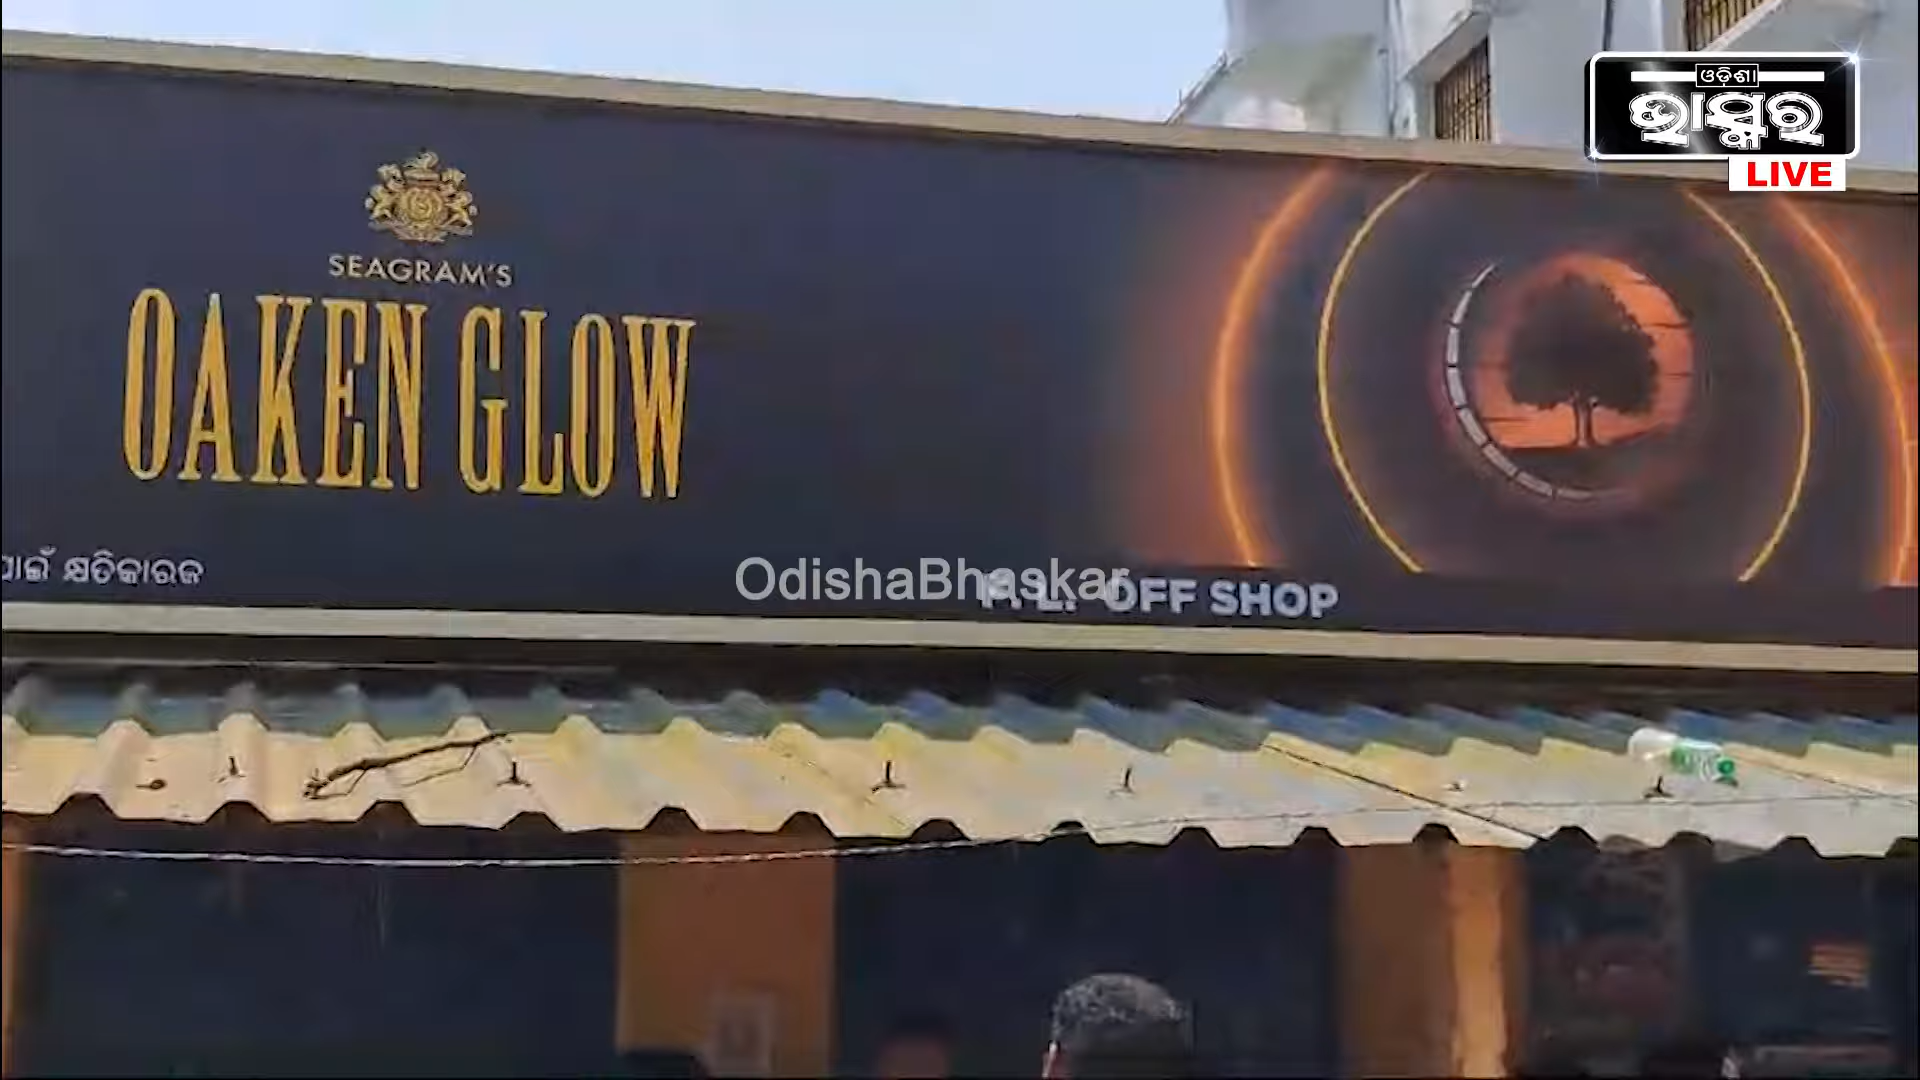 ଓଡ଼ିଶା
ଭାସ୍କର
LIVE
SEAGRAM'S
OAKEN GLOW
ପାଇଁ କ୍ଷତିକାରକ
OdishaBhaskar
OFF SHOP